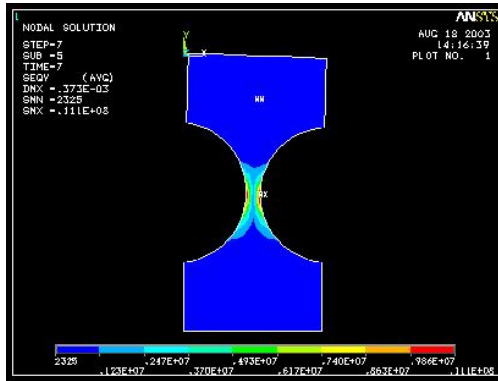 1
NODAL SOLUTION
STEP=7
SUB =5
TIME=7
SEQV (AVG)
DMX =.373E-03
SMN =2325
SMX =.111E+08
ANSYS
AUG 18 2003
14:16:39
PLOT NO. 1
Y
X
MN
MX
2325 .247E+07 .493E+07 .740E+07 .986E+07
.123E+07 .370E+07 .617E+07 .863E+07 .111E+08